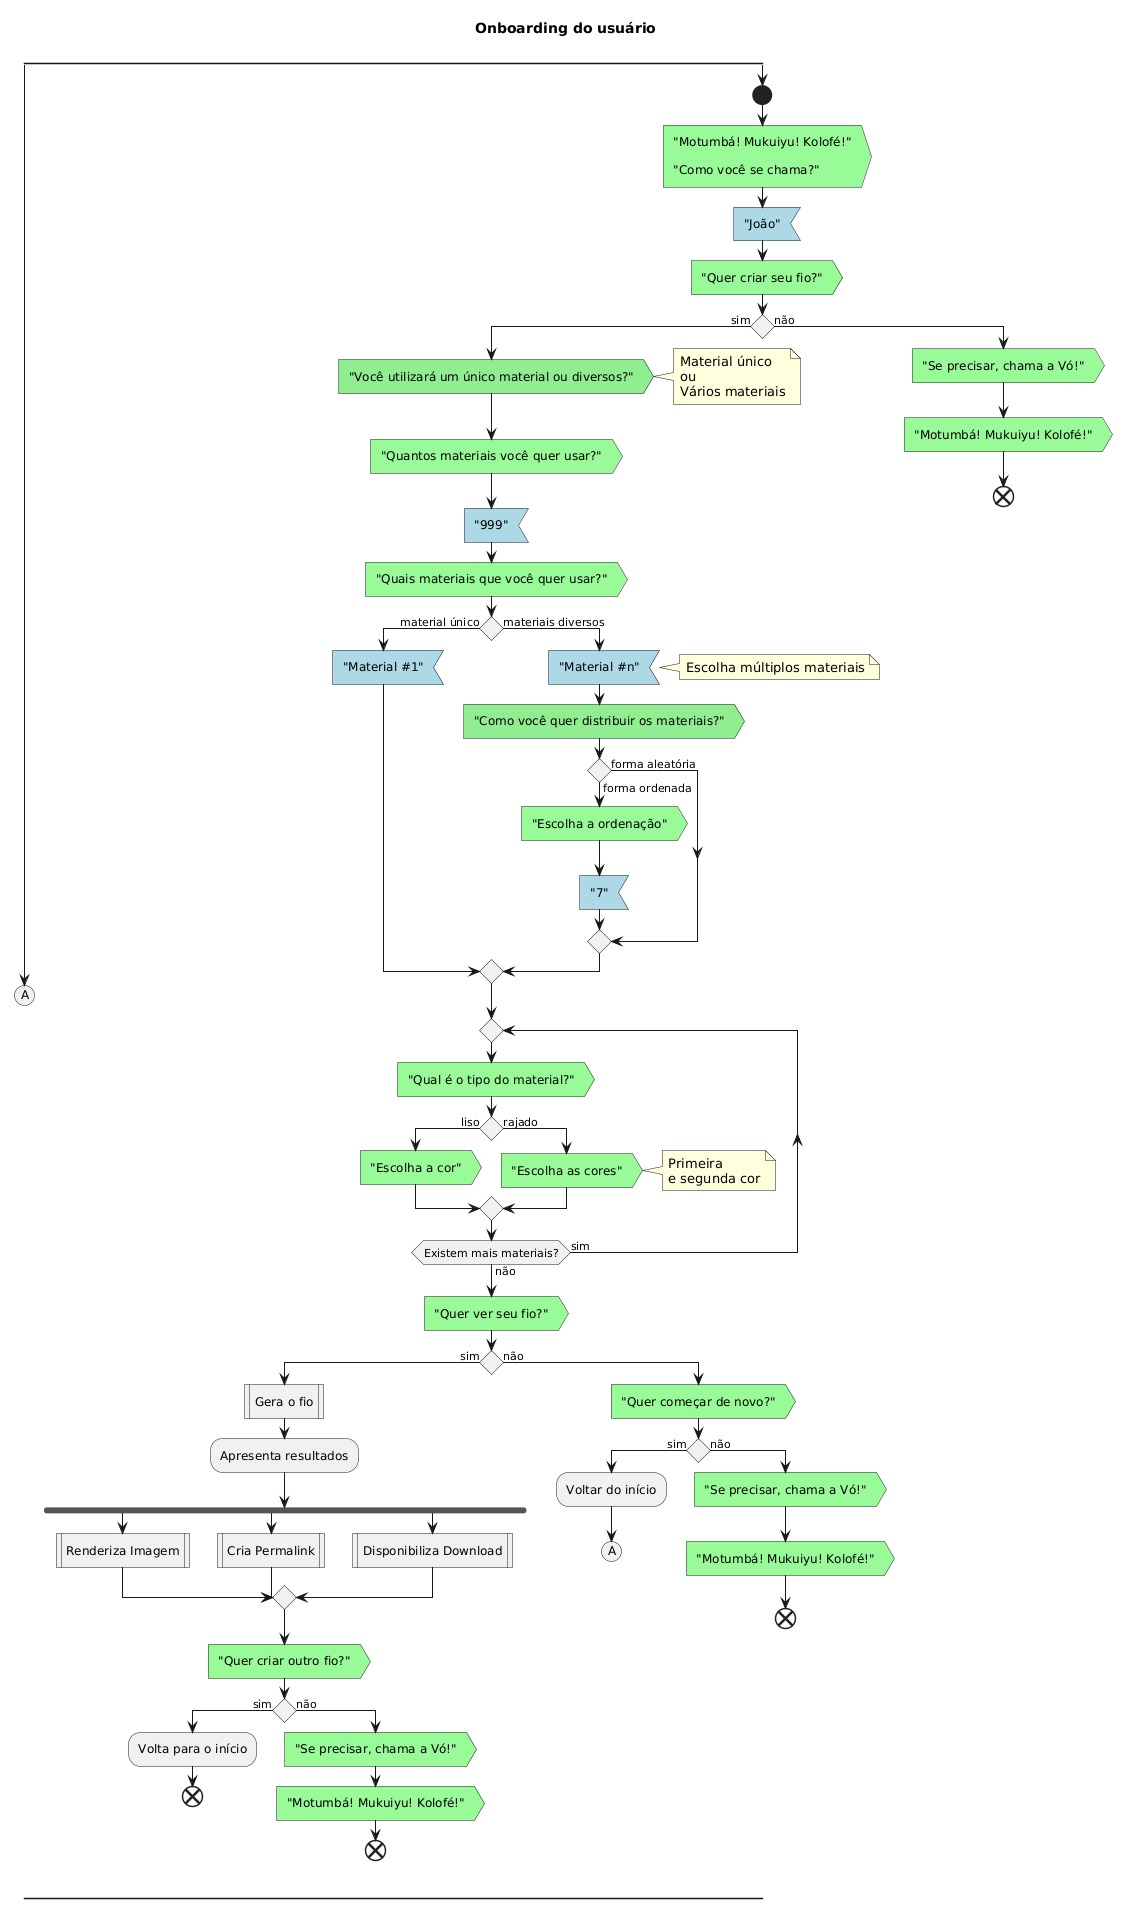 Onboarding do usuário
"Motumbá! Mukuiyu! Kolofé!"
"Como você se chama?"
"João"
"Quer criar seu fio?"
sim
não
"Você utilizará um único material ou diversos?"
Material único
ou
Vários materiais
"Se precisar, chama a Vó!"
"Motumbá! Mukuiyu! Kolofé!"
"Quantos materiais você quer usar?"
"999"
"Quais materiais que você quer usar?"
material único
materiais diversos
"Material #1"
"Material #n"
Escolha múltiplos materiais
"Como você quer distribuir os materiais?"
forma aleatória
forma ordenada
"Escolha a ordenação"
"7"
A
"Qual é o tipo do material?"
liso
rajado
"Escolha a cor"
"Escolha as cores"
Primeira
e segunda cor
Existem mais materiais?
sim
não
"Quer ver seu fio?"
sim
não
Gera o fio
Apresenta resultados
Renderiza Imagem
Cria Permalink
Disponibiliza Download
"Quer criar outro fio?"
sim
não
Volta para o início
"Se precisar, chama a Vó!"
"Motumbá! Mukuiyu! Kolofé!"
"Quer começar de novo?"
sim
não
Voltar do início
A
"Se precisar, chama a Vó!"
"Motumbá! Mukuiyu! Kolofé!"